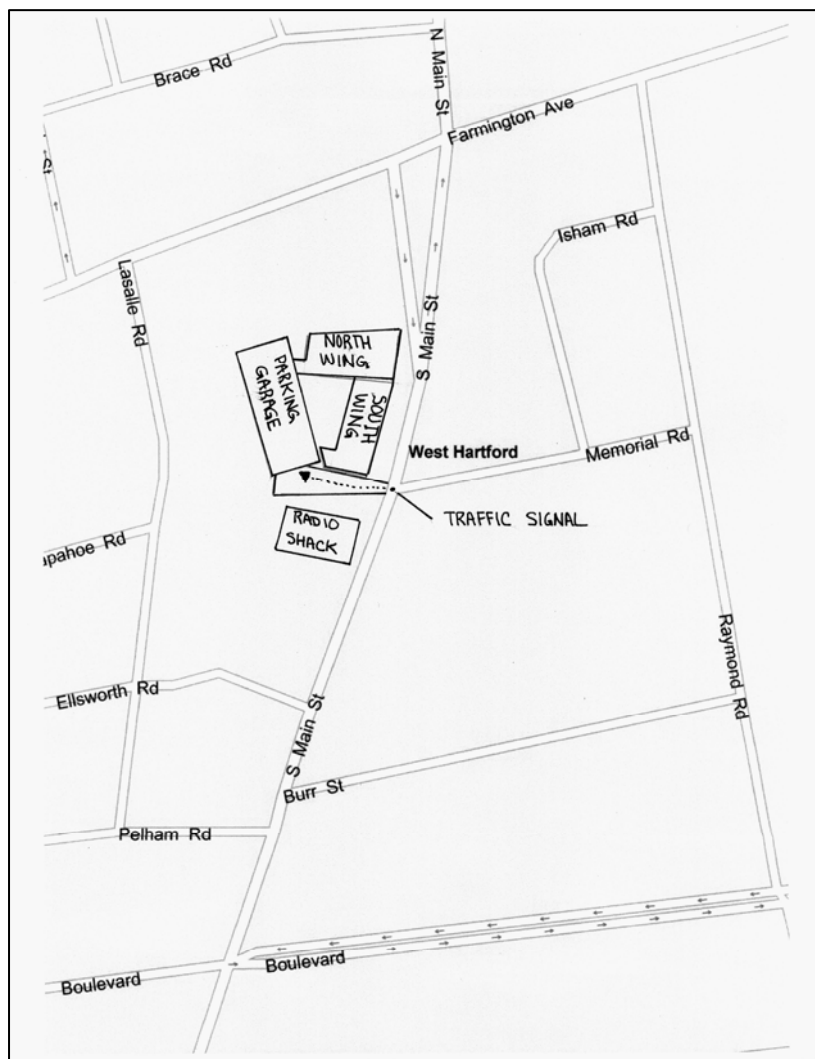 N Main St
Brace Rd
Farmington Ave
St
Isham Rd
Lasalle Rd
S Main St
NORTH
WING
PARKING
GARAGE
SOUTH
WING
West Hartford
Memorial Rd
TRAFFIC SIGNAL
RADIO
SHACK
apahoe Rd
Raymond Rd
Ellsworth Rd
S Main St
Burr St
Pelham Rd
Boulevard
Boulevard